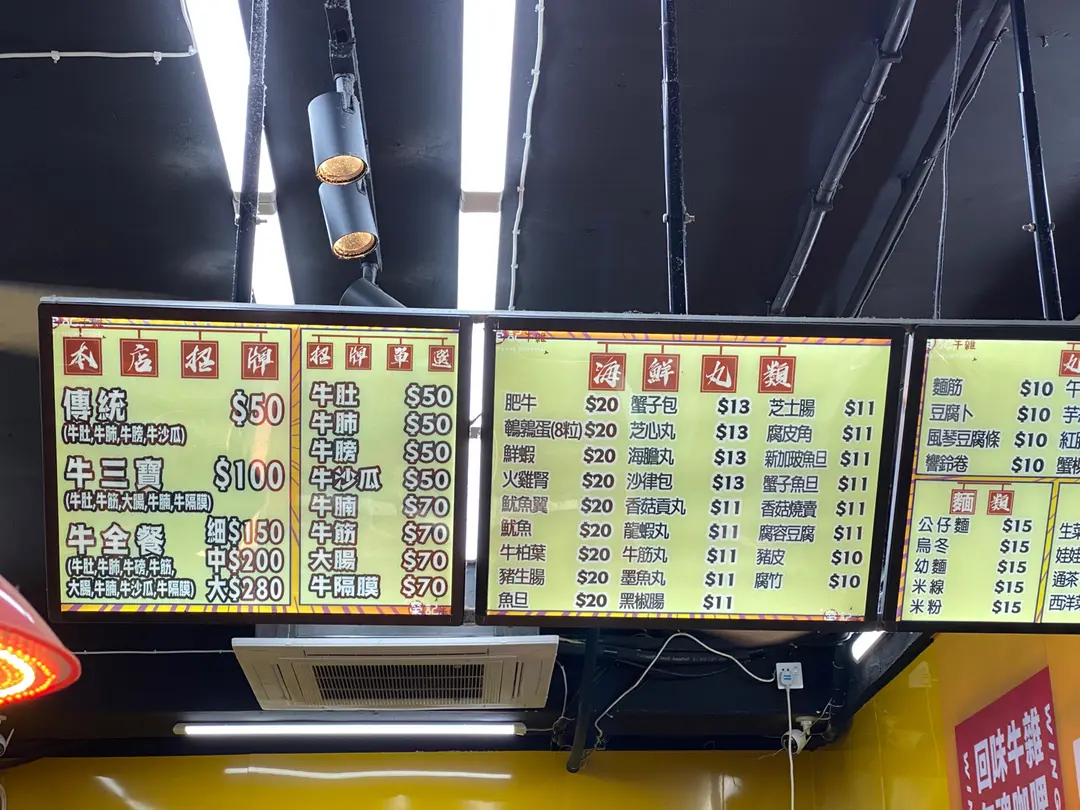 本店招牌
傳統 $50
(牛肚,牛肺,牛膀,牛沙瓜)
牛三寶 $100
(牛肚,牛筋,大腸,牛腩,牛隔膜)
牛全餐 細$150
(牛肚,牛肺,牛膀,牛筋, 中$200
大腸,牛腩,牛沙瓜,牛隔膜) 大$280
招牌單選
牛肚 $50
牛肺 $50
牛膀 $50
牛沙瓜 $50
牛腩 $70
牛筋 $70
大腸 $70
牛隔膜 $70
海鮮丸類
肥牛 $20 蟹子包 $13 芝士腸 $11
鵪鶉蛋(8粒) $20 芝心丸 $13 腐皮角 $11
鮮蝦 $20 海膽丸 $13 新加玻魚旦 $11
火雞腎 $20 沙律包 $13 蟹子魚旦 $11
魷魚翼 $20 香菇貢丸 $11 香菇燒賣 $11
魷魚 $20 龍蝦丸 $11 腐容豆腐 $11
牛柏葉 $20 牛筋丸 $11 豬皮 $10
豬生腸 $20 墨魚丸 $11 腐竹 $10
魚旦 $20 黑椒腸 $11
麵筋 $10
豆腐卜 $10
風琴豆腐條 $10
響鈴卷 $10
麵類
公仔麵 $15
烏冬 $15
幼麵 $15
米線 $15
米粉 $15
回味牛雜